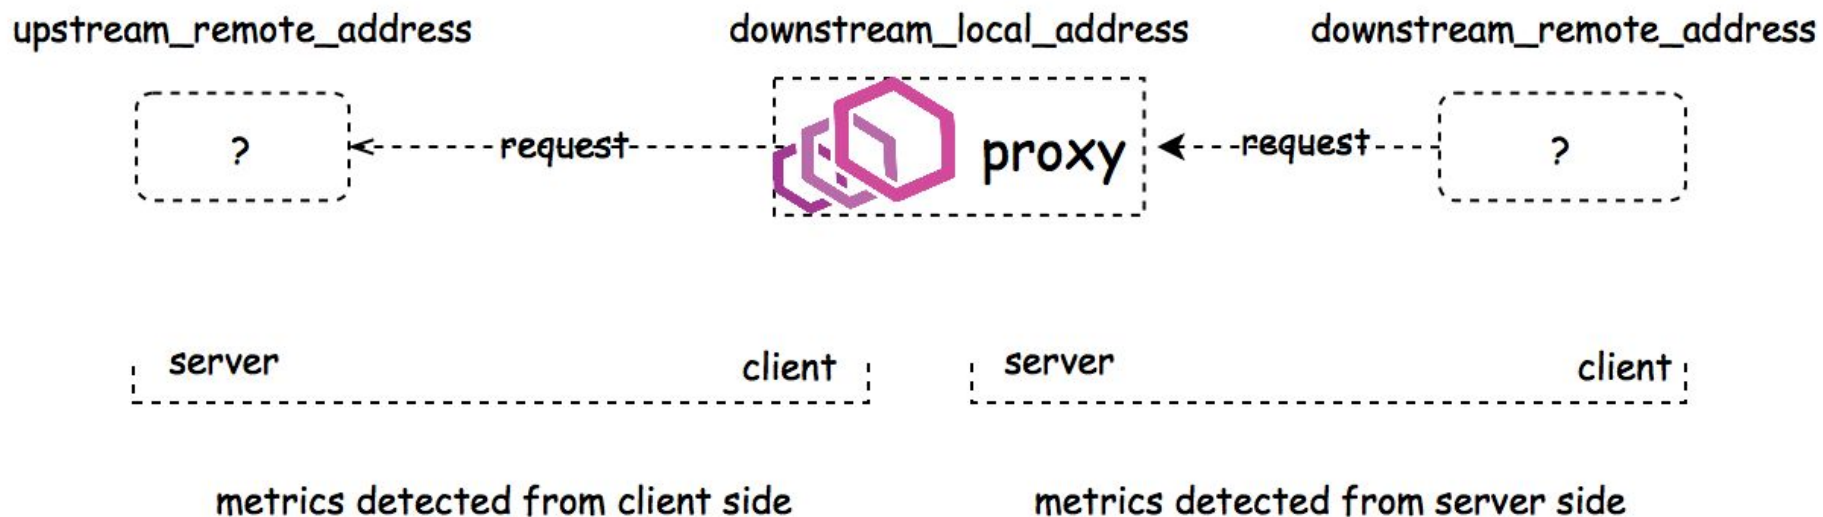 upstream_remote_address
downstream_local_address
downstream_remote_address
?
request
proxy
request
?
server
client
server
client
metrics detected from client side
metrics detected from server side